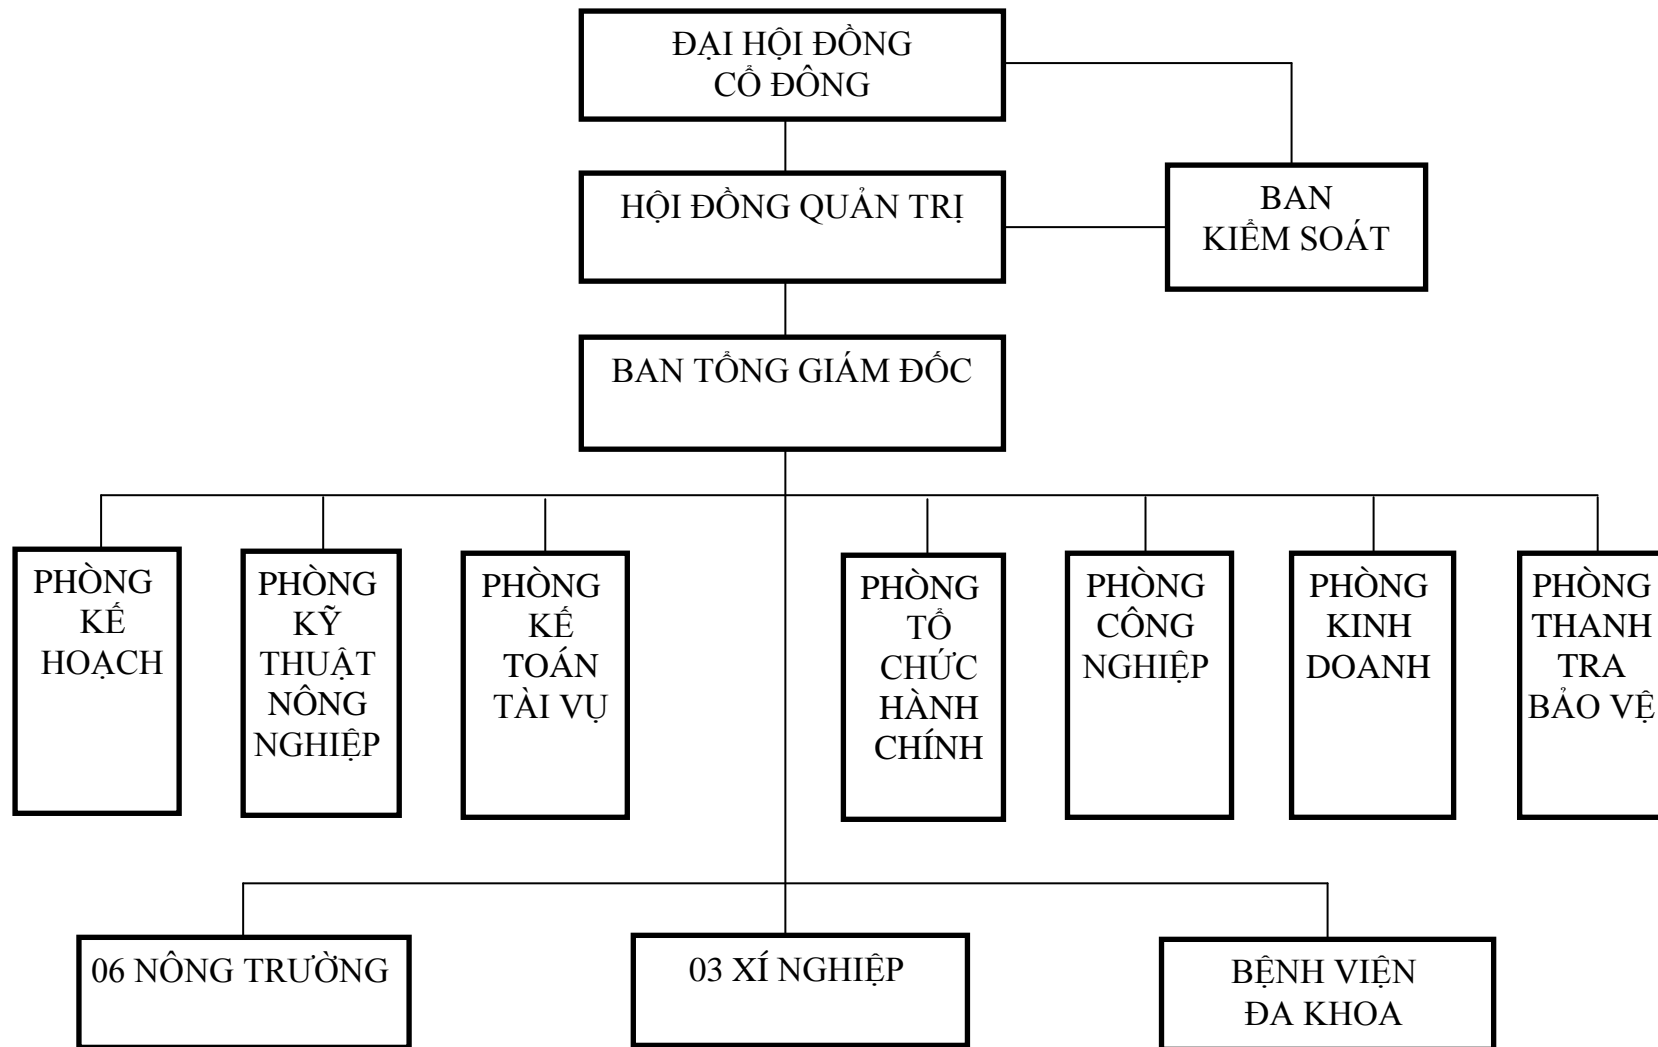 ĐẠI HỘI ĐỒNG
CỔ ĐÔNG
HỘI ĐỒNG QUẢN TRỊ
BAN
KIỂM SOÁT
BAN TỔNG GIÁM ĐỐC
PHÒNG
KẾ
HOẠCH
PHÒNG
KỸ
THUẬT
NÔNG
NGHIỆP
PHÒNG
KẾ
TOÁN
TÀI VỤ
PHÒNG
TỔ
CHỨC
HÀNH
CHÍNH
PHÒNG
CÔNG
NGHIỆP
PHÒNG
KINH
DOANH
PHÒNG
THANH
TRA
BẢO VỆ
06 NÔNG TRƯỜNG
03 XÍ NGHIỆP
BỆNH VIỆN
ĐA KHOA